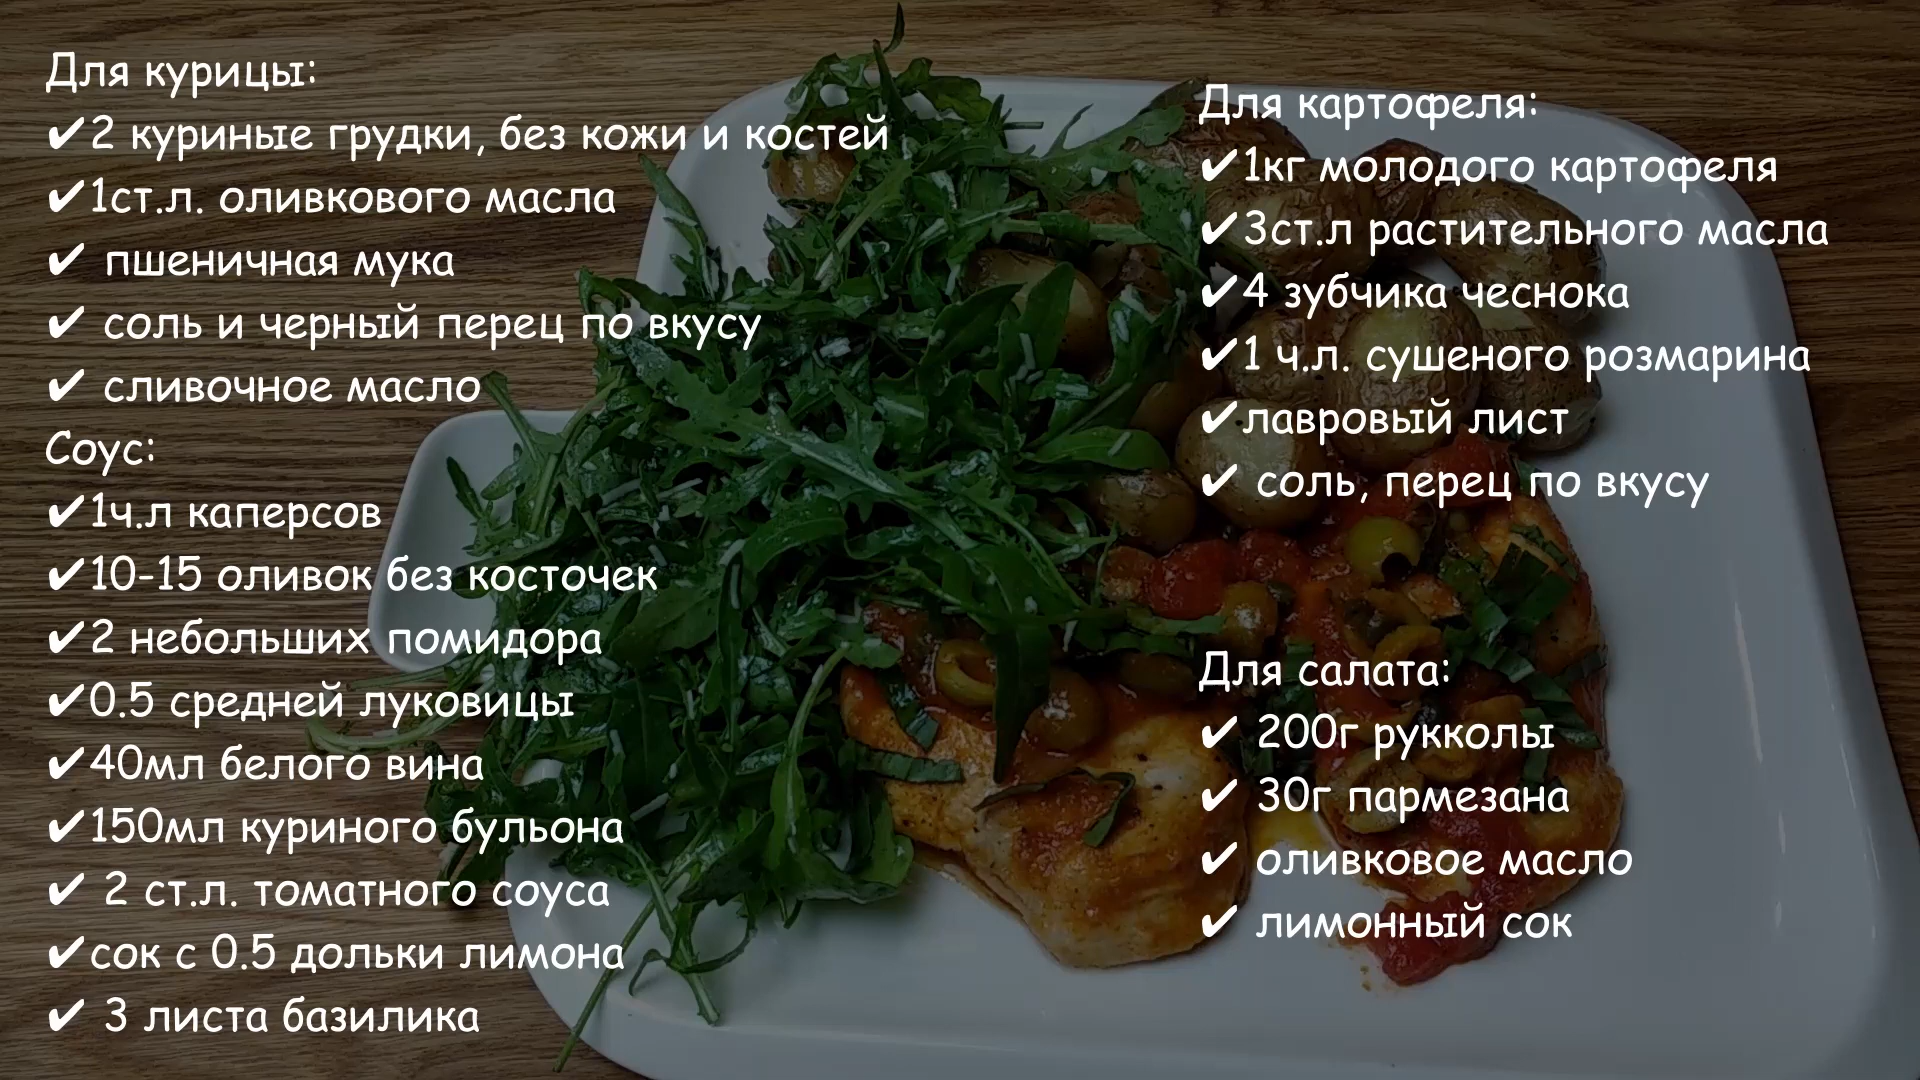 Для курицы:
✔2 куриные грудки, без кожи и костей
✔1ст.л. оливкового масла
✔ пшеничная мука
✔ соль и черный перец по вкусу
✔ сливочное масло
Соус:
✔1ч.л каперсов
✔10-15 оливок без косточек
✔2 небольших помидора
✔0.5 средней луковицы
✔40мл белого вина
✔150мл куриного бульона
✔ 2 ст.л. томатного соуса
✔сок с 0.5 дольки лимона
✔ 3 листа базилика
Для картофеля:
✔1кг молодого картофеля
✔3ст.л растительного масла
✔4 зубчика чеснока
✔1 ч.л. сушеного розмарина
✔лавровый лист
✔ соль, перец по вкусу
Для салата:
✔ 200г рукколы
✔ 30г пармезана
✔ оливковое масло
✔ лимонный сок